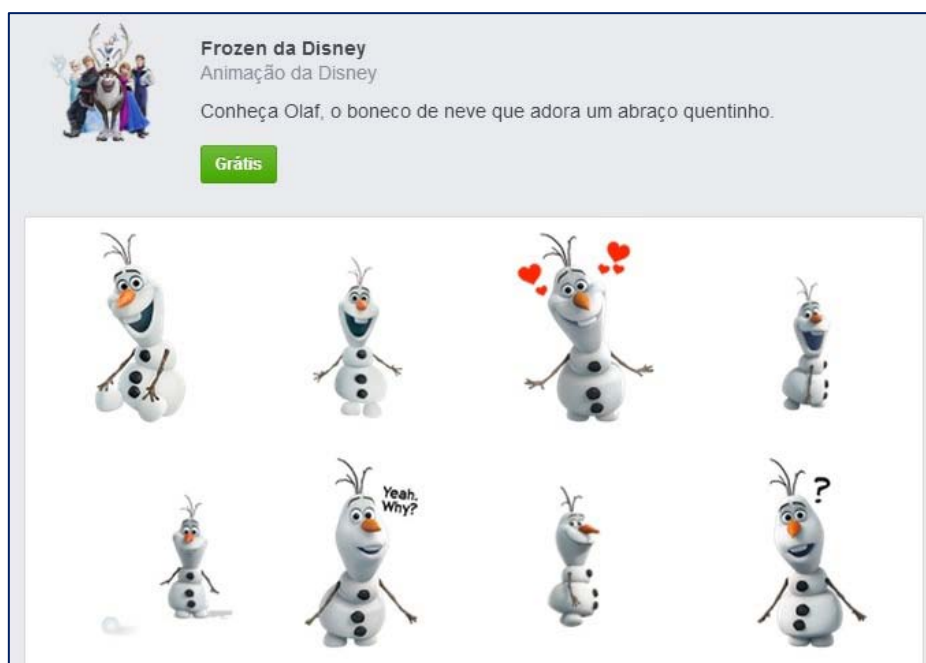 Frozen da Disney
Animação da Disney
Conheça Olaf, o boneco de neve que adora um abraço quentinho.
Grátis
Yeah.
Why?
?